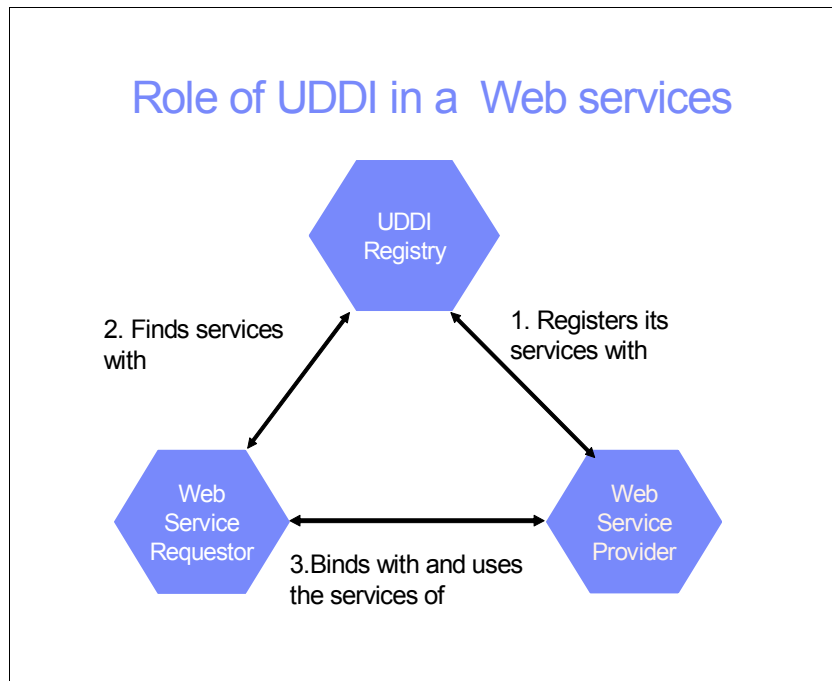 Role of UDDI in a  Web services
UDDI
Registry
2. Finds services
with
1. Registers its
services with
Web
Service
Requestor
Web
Service
Provider
3.Binds with and uses
the services of